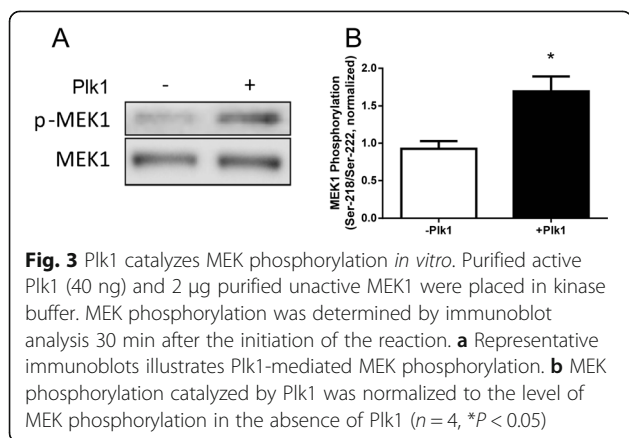 A
Plk1 - +
p-MEK1
MEK1
B
*
MEK1 Phosphorylation
(Ser-218/Ser-222, normalized)
2.0
1.5
1.0
0.5
0.0
-Plk1 +Plk1
Fig. 3 Plk1 catalyzes MEK phosphorylation in vitro. Purified active
Plk1 (40 ng) and 2 μg purified unactive MEK1 were placed in kinase
buffer. MEK phosphorylation was determined by immunoblot
analysis 30 min after the initiation of the reaction. a Representative
immunoblots illustrates Plk1-mediated MEK phosphorylation. b MEK
phosphorylation catalyzed by Plk1 was normalized to the level of
MEK phosphorylation in the absence of Plk1 (n = 4, *P < 0.05)